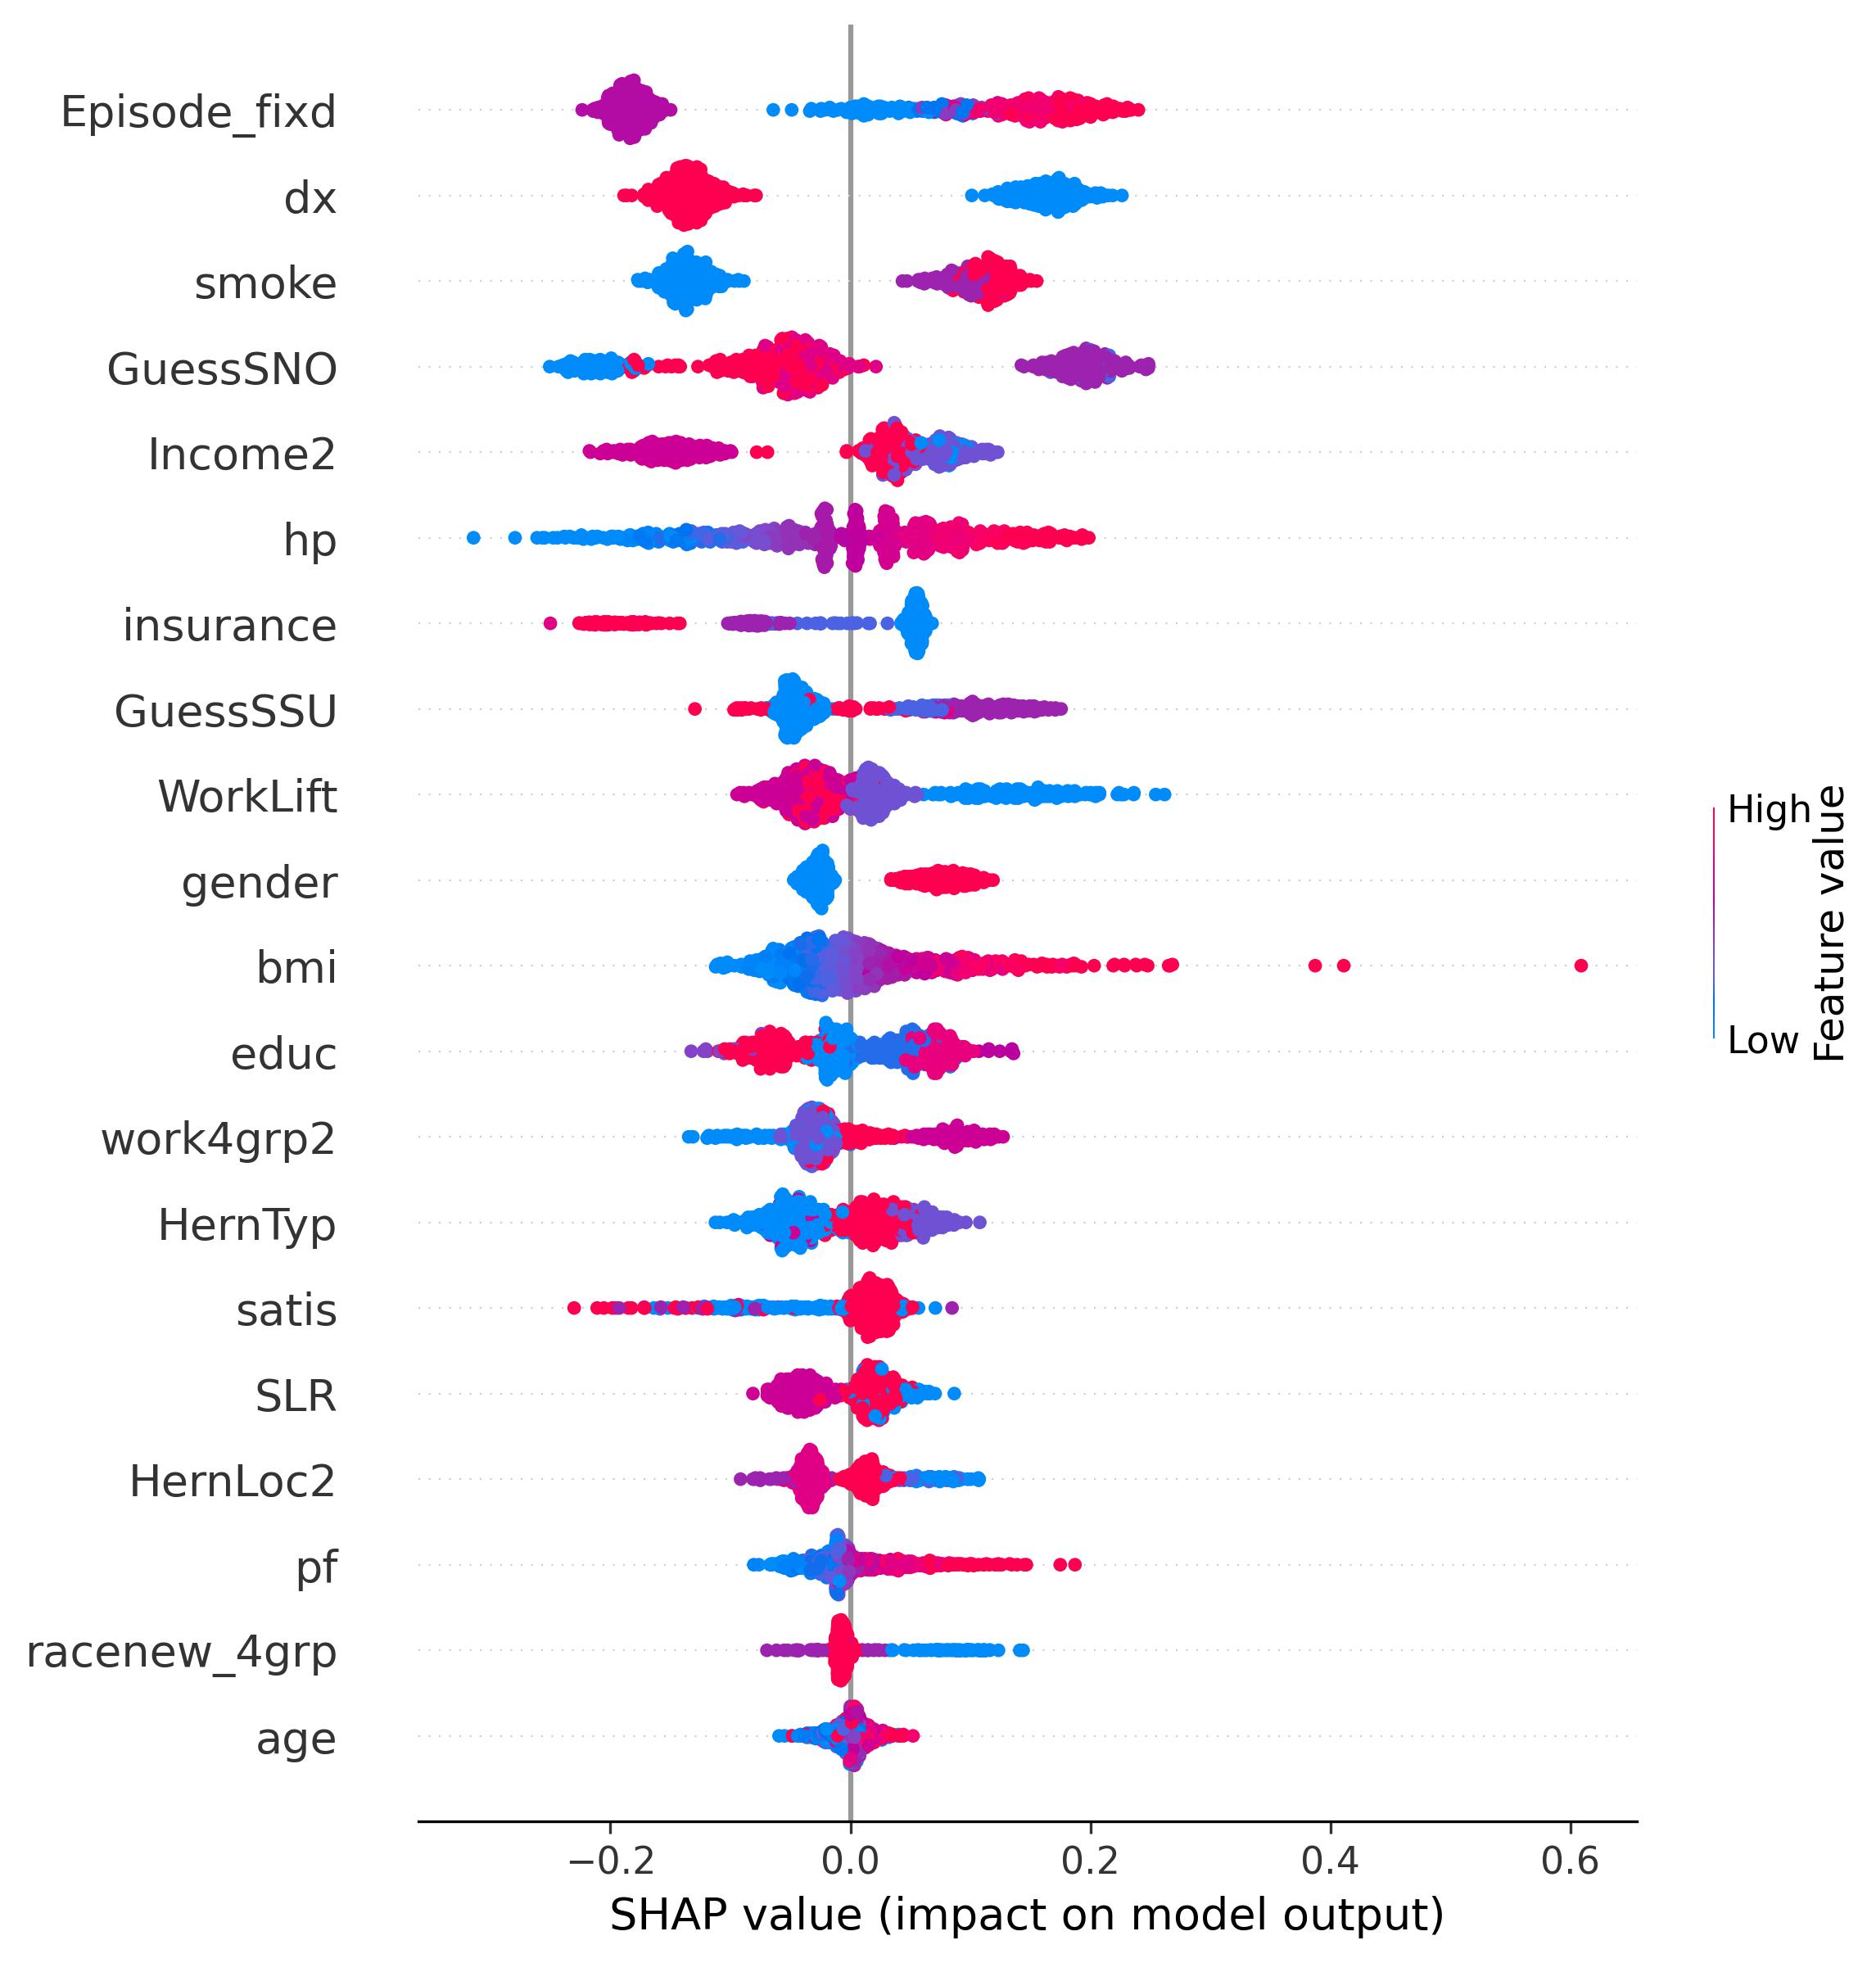 Episode_fixd
dx
smoke
GuessSNO
Income2
hp
insurance
GuessSSU
WorkLift
gender
bmi
educ
work4grp2
HernTyp
satis
SLR
HernLoc2
pf
racenew_4grp
age
−0.2 0.0 0.2 0.4 0.6
SHAP value (impact on model output)
High
Low
Feature value